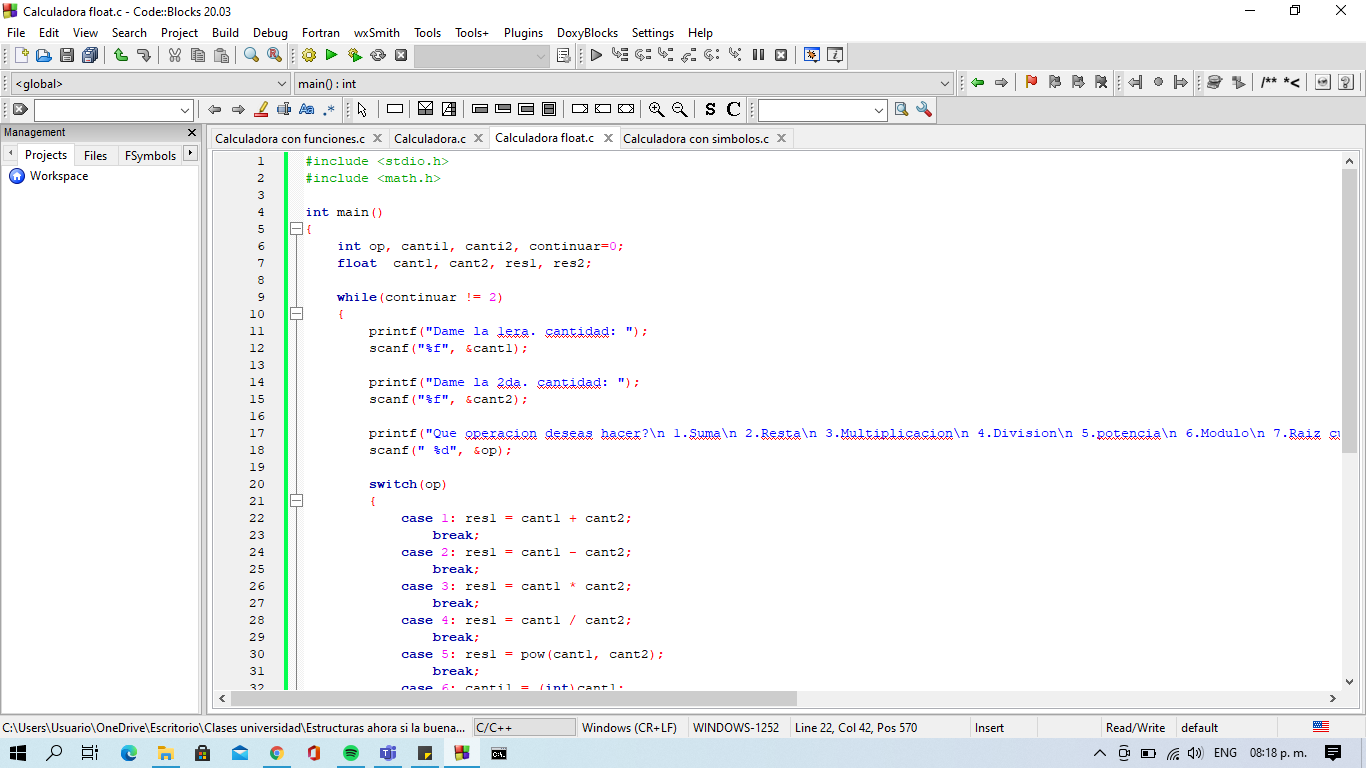 Calculadora float.c - Code::Blocks 20.03
File Edit View Search Project Build Debug Fortran wxSmith Tools Tools+ Plugins DoxyBlocks Settings Help
<global> main() : int
/** *<
Aa .* S C
Management
Projects Files FSymbols
Workspace
Calculadora con funciones.c Calculadora.c Calculadora float.c Calculadora con simbolos.c
1 #include <stdio.h>
2 #include <math.h>
3
4 int main()
5 {
6 int op, canti1, canti2, continuar=0;
7 float  cant1, cant2, res1, res2;
8
9 while(continuar != 2)
10 {
11 printf("Dame la 1era. cantidad: ");
12 scanf("%f", &cant1);
13
14 printf("Dame la 2da. cantidad: ");
15 scanf("%f", &cant2);
16
17 printf("Que operacion deseas hacer?\n 1.Suma\n 2.Resta\n 3.Multiplicacion\n 4.Division\n 5.potencia\n 6.Modulo\n 7.Raiz cu
18 scanf(" %d", &op);
19
20 switch(op)
21 {
22 case 1: res1 = cant1 + cant2;
23 break;
24 case 2: res1 = cant1 - cant2;
25 break;
26 case 3: res1 = cant1 * cant2;
27 break;
28 case 4: res1 = cant1 / cant2;
29 break;
30 case 5: res1 = pow(cant1, cant2);
31 break;
32 case 6: canti1 = (int)cant1;
C:\Users\Usuario\OneDrive\Escritorio\Clases universidad\Estructuras ahora si la buena... C/C++ Windows (CR+LF) WINDOWS-1252 Line 22, Col 42, Pos 570 Insert Read/Write default
ENG 08:18 p. m.